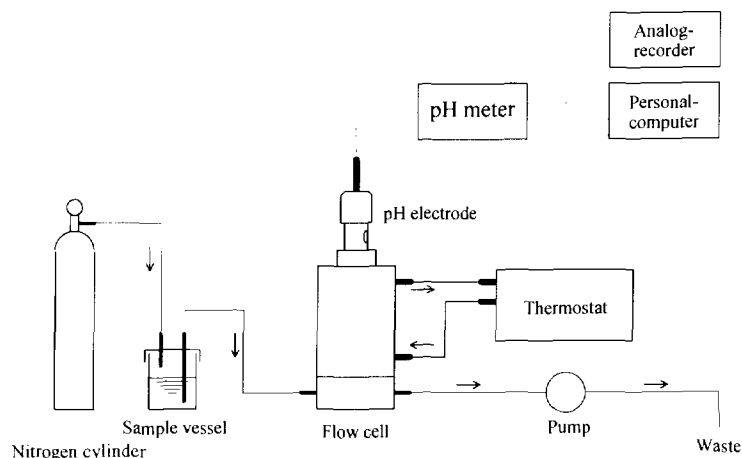 Analog-
recorder
pH meter
Personal-
computer
pH electrode
Thermostat
Sample vessel
Flow cell
Pump
Waste
Nitrogen cylinder